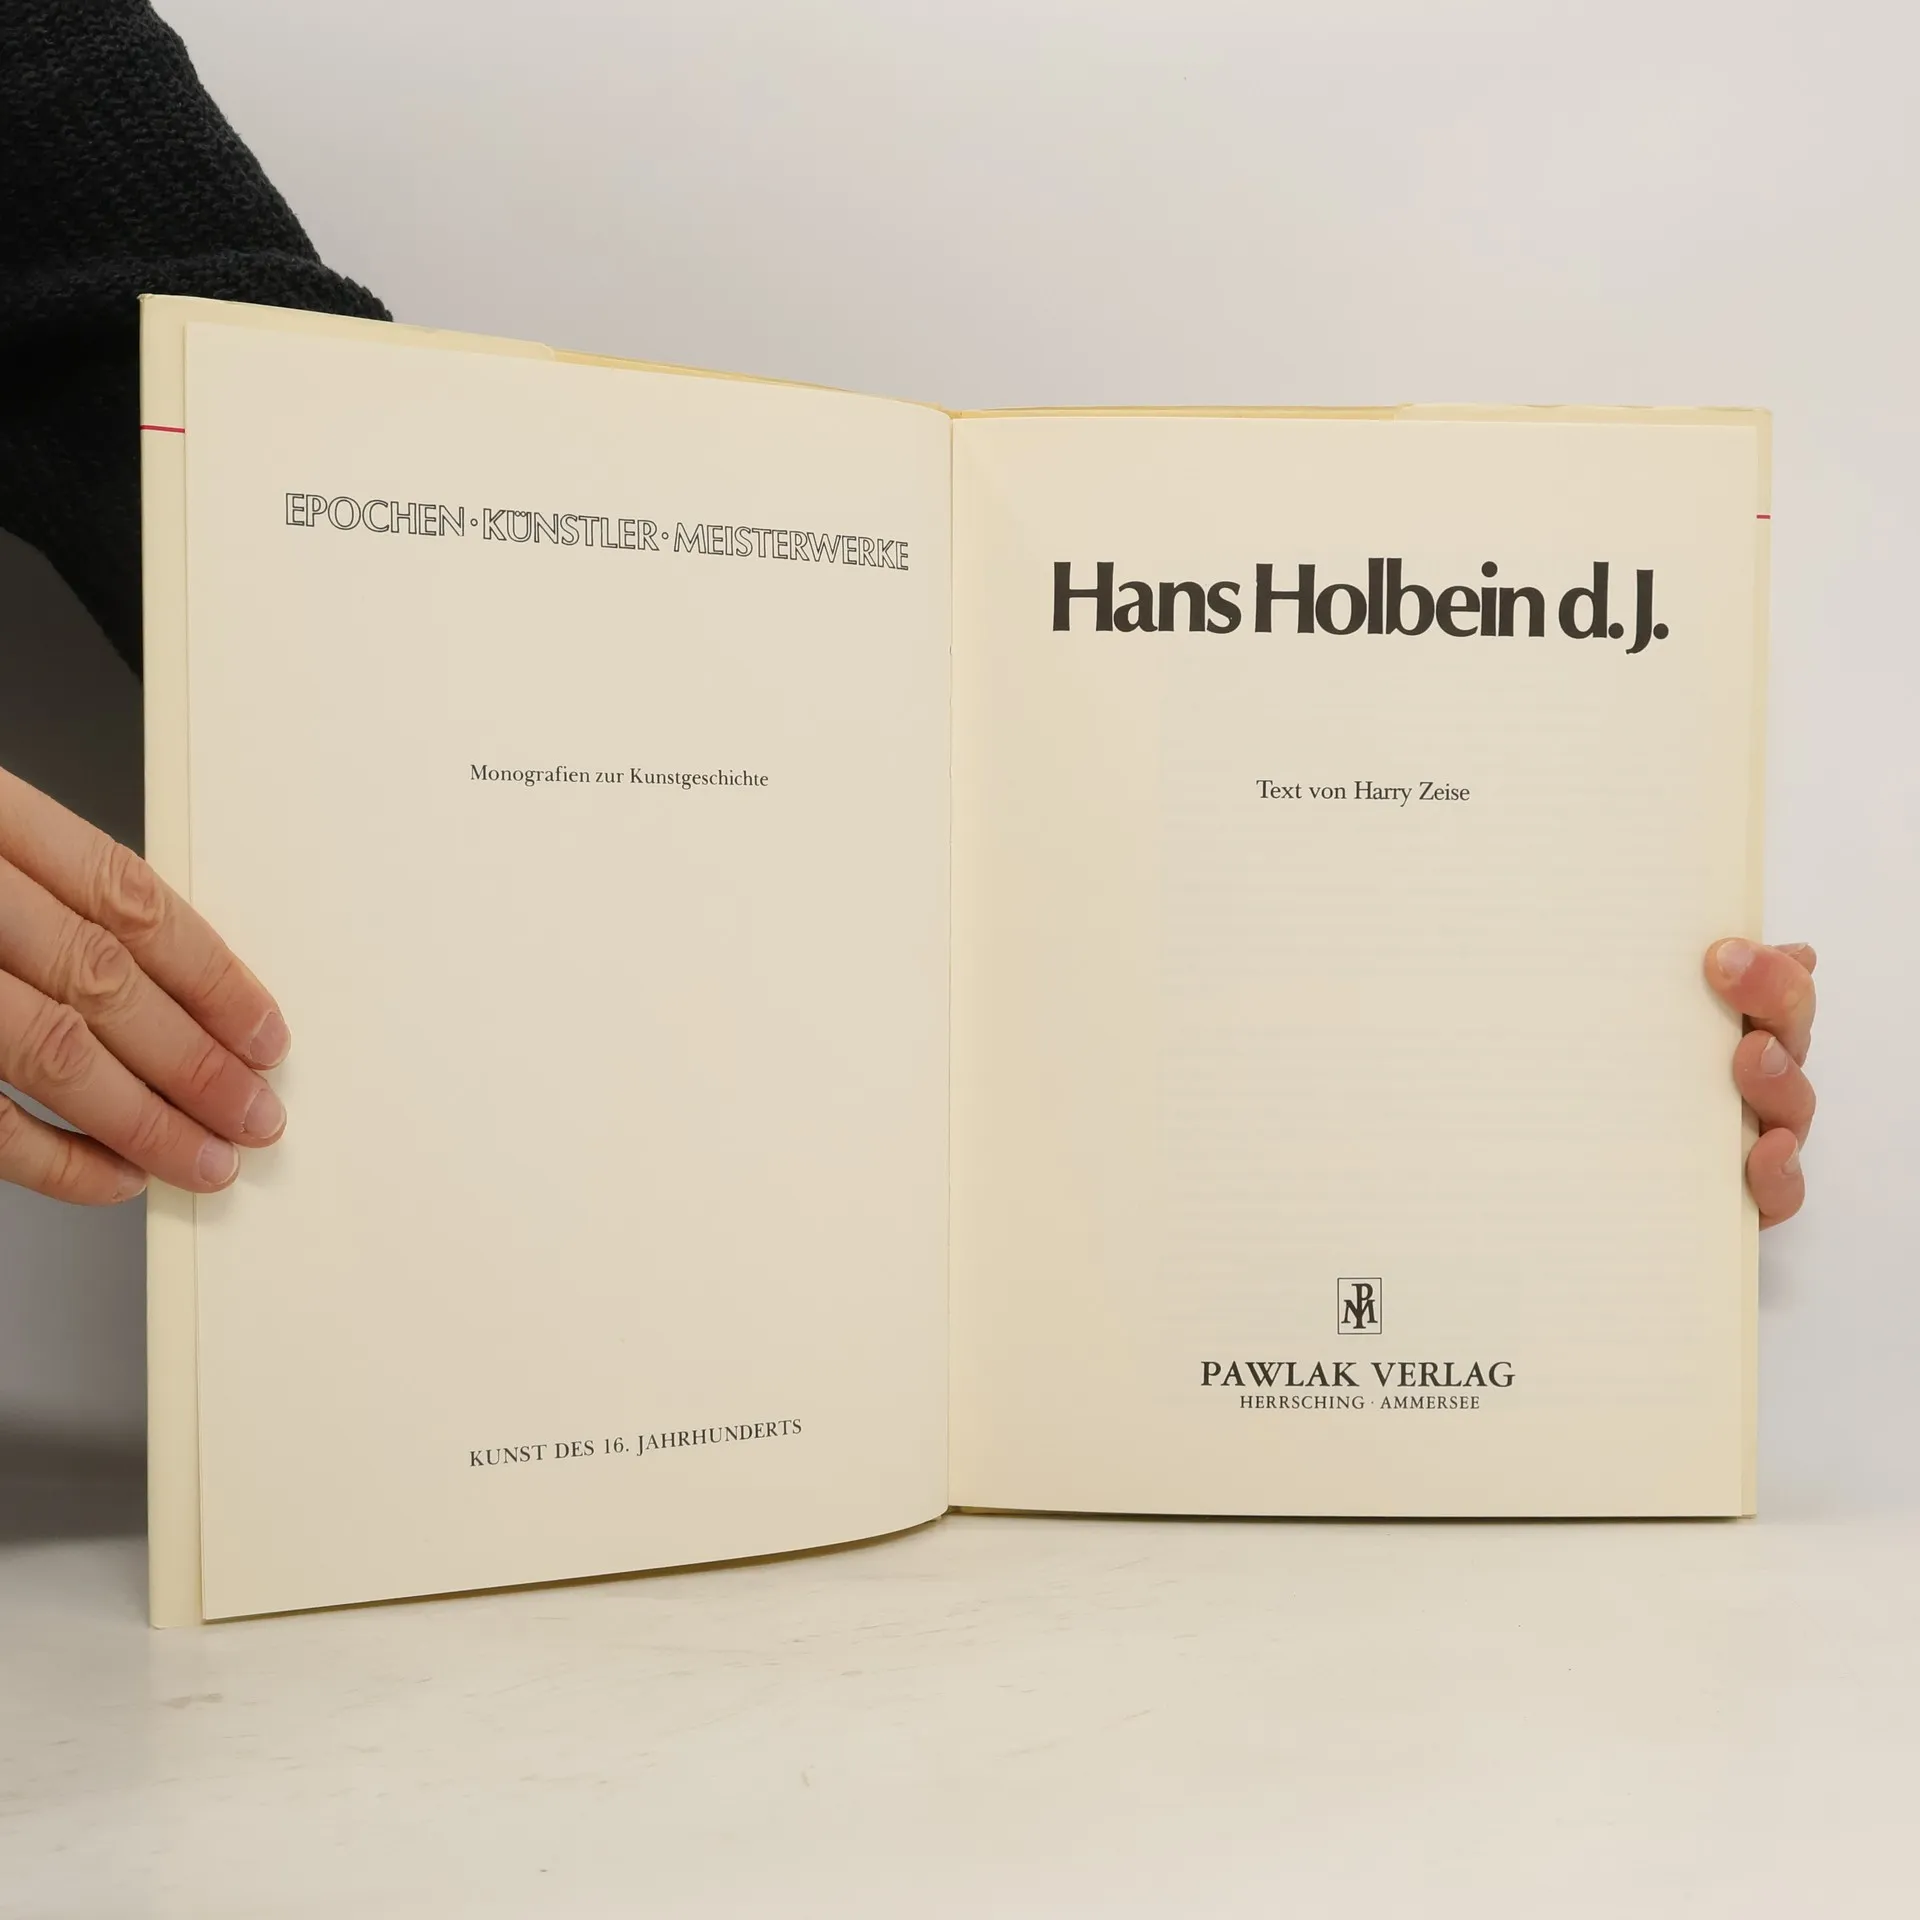 EPOCHEN·KÜNSTLER·MEISTERWERKE
Monografien zur Kunstgeschichte
KUNST DES 16. JAHRHUNDERTS
Hans Holbein d. J.
Text von Harry Zeise
PAWLAK VERLAG
HERRSCHING · AMMERSEE